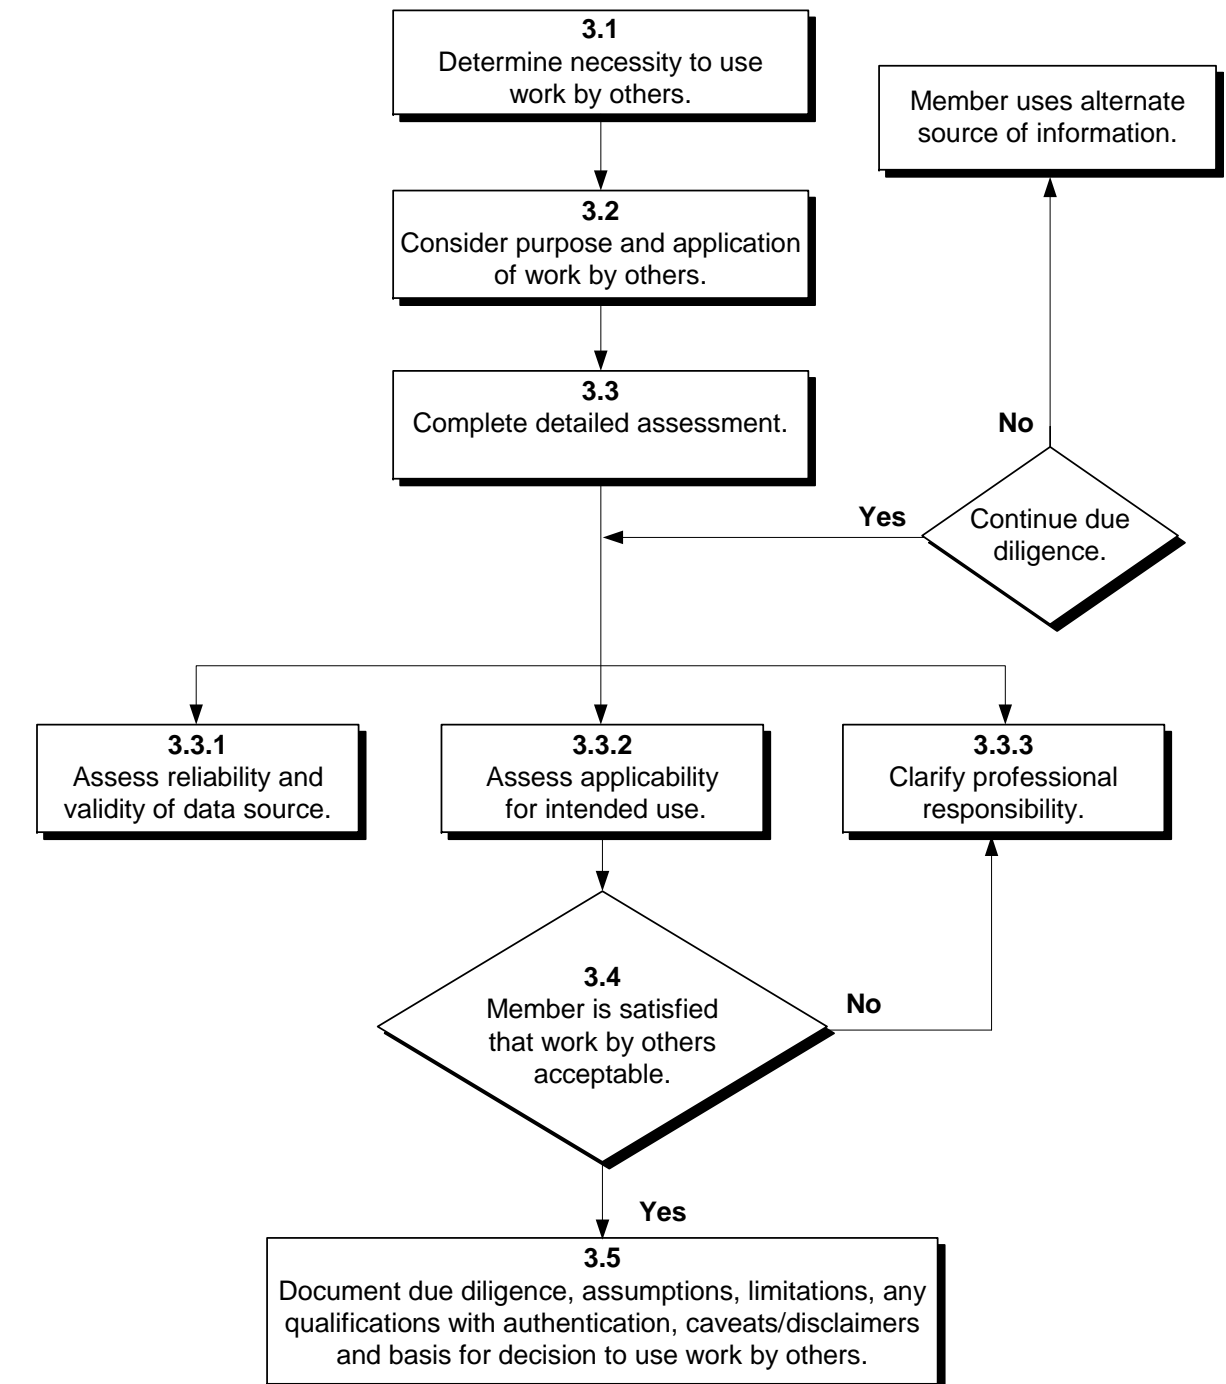 3.1
Determine necessity to use
work by others.
Member uses alternate
source of information.
3.2
Consider purpose and application
of work by others.
3.3
Complete detailed assessment.
No
Yes
Continue due
diligence.
3.3.1
Assess reliability and
validity of data source.
3.3.2
Assess applicability
for intended use.
3.3.3
Clarify professional
responsibility.
3.4
Member is satisfied
that work by others
acceptable.
No
Yes
3.5
Document due diligence, assumptions, limitations, any
qualifications with authentication, caveats/disclaimers
and basis for decision to use work by others.